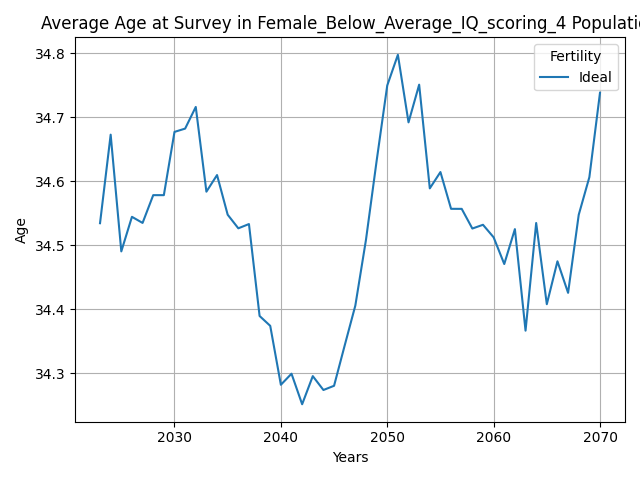 Average Age at Survey in Female_Below_Average_IQ_scoring_4 Populatio
Fertility
Ideal
34.8
34.7
34.6
34.5
34.4
34.3
Age
2030 2040 2050 2060 2070
Years